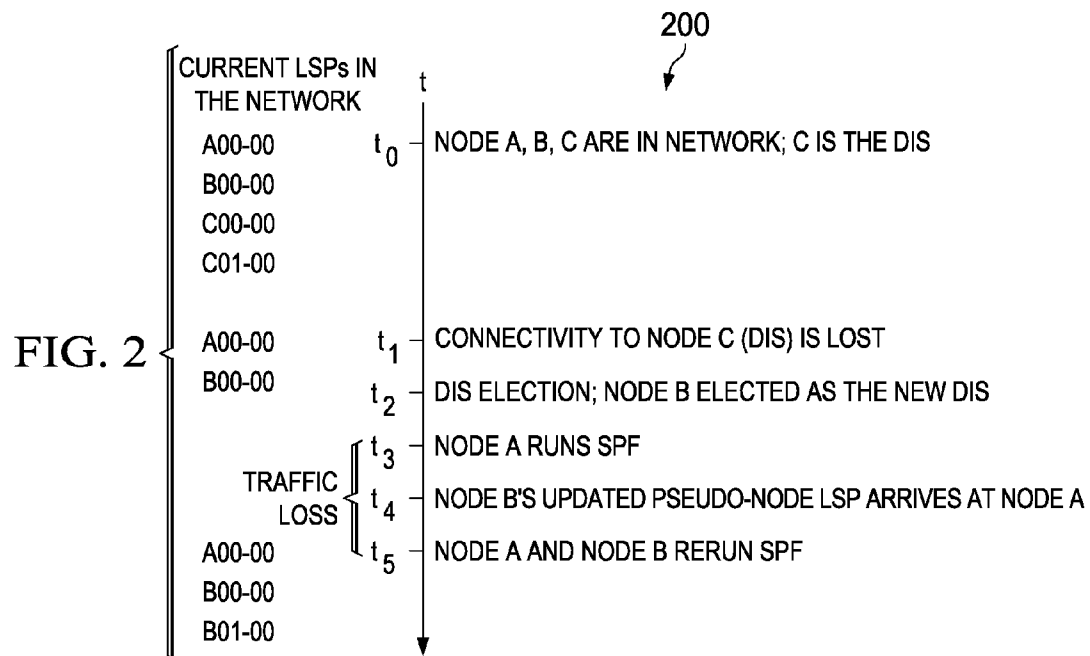 200
CURRENT LSPs IN
THE NETWORK
t
A00-00
t0 NODE A, B, C ARE IN NETWORK; C IS THE DIS
B00-00
C00-00
C01-00
FIG. 2
A00-00
t1 CONNECTIVITY TO NODE C (DIS) IS LOST
B00-00
t2 DIS ELECTION; NODE B ELECTED AS THE NEW DIS
t3 NODE A RUNS SPF
TRAFFIC
LOSS
t4 NODE B'S UPDATED PSEUDO-NODE LSP ARRIVES AT NODE A
A00-00
t5 NODE A AND NODE B RERUN SPF
B00-00
B01-00